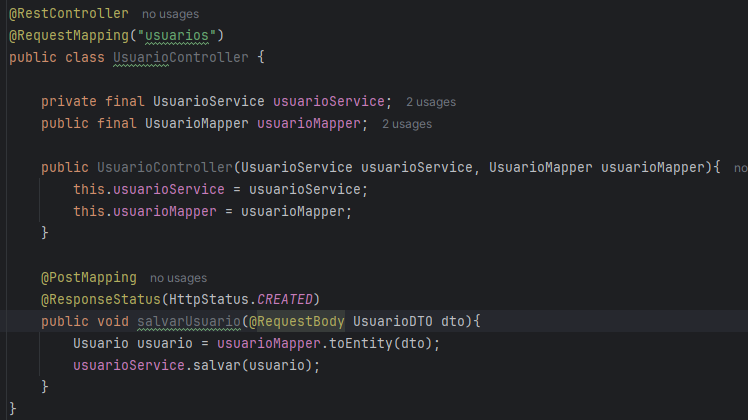 @RestController no usages
@RequestMapping("usuarios")
public class UsuarioController {
private final UsuarioService usuarioService; 2 usages
public final UsuarioMapper usuarioMapper; 2 usages
public UsuarioController(UsuarioService usuarioService, UsuarioMapper usuarioMapper){ no
this.usuarioService = usuarioService;
this.usuarioMapper = usuarioMapper;
}
@PostMapping no usages
@ResponseStatus(HttpStatus.CREATED)
public void salvarUsuario(@RequestBody UsuarioDTO dto){
Usuario usuario = usuarioMapper.toEntity(dto);
usuarioService.salvar(usuario);
}
}